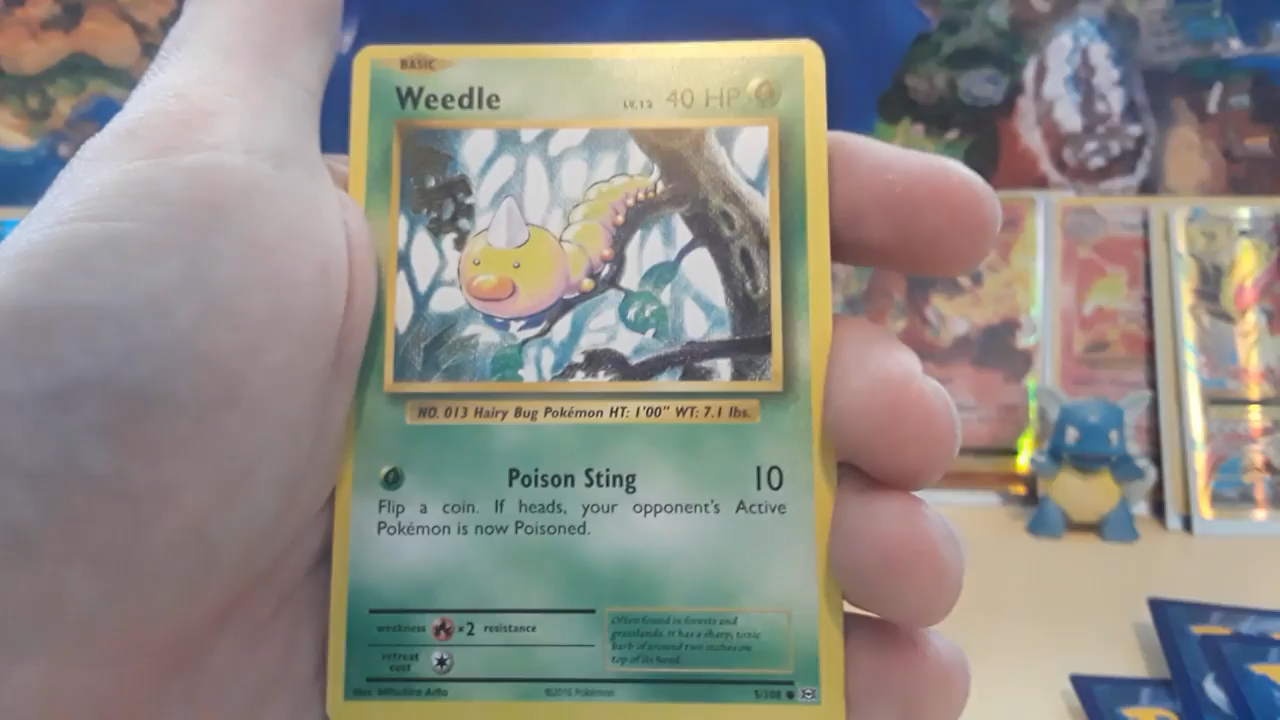 BASIC
Weedle LV.12 40 HP
NO. 013 Hairy Bug Pokémon HT: 1'00" WT: 7.1 lbs.
Poison Sting 10
Flip a coin. If heads, your opponent's Active
Pokémon is now Poisoned.
weakness ×2 resistance
retreat
cost
Often found in forests and
grasslands. It has a sharp, toxic
barb of around two inches on
top of its head.
Illus. Mitsuhiro Arita ©2016 Pokémon 5/108